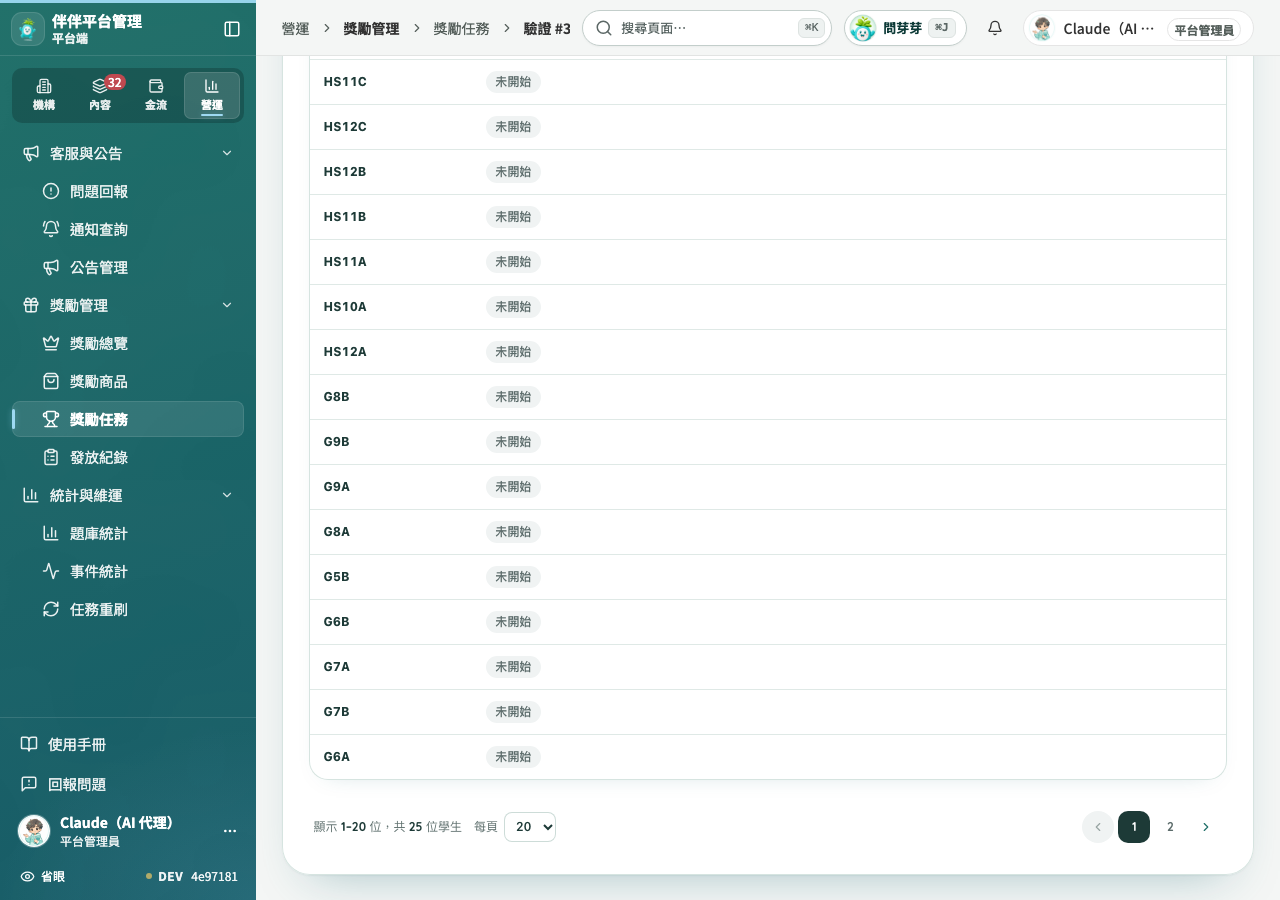 伴伴平台管理
平台端
機構
內容
32
金流
營運
客服與公告
問題回報
通知查詢
公告管理
獎勵管理
獎勵總覽
獎勵商品
獎勵任務
發放紀錄
統計與維運
題庫統計
事件統計
任務重刷
使用手冊
回報問題
Claude（AI 代理）
平台管理員
省眼
DEV 4e97181
營運 > 獎勵管理 > 獎勵任務 > 驗證 #3
搜尋頁面… ⌘K
問芽芽 ⌘J
Claude（AI … 平台管理員
HS11C 未開始
HS12C 未開始
HS12B 未開始
HS11B 未開始
HS11A 未開始
HS10A 未開始
HS12A 未開始
G8B 未開始
G9B 未開始
G9A 未開始
G8A 未開始
G5B 未開始
G6B 未開始
G7A 未開始
G7B 未開始
G6A 未開始
顯示 1–20 位，共 25 位學生 每頁 20
1 2